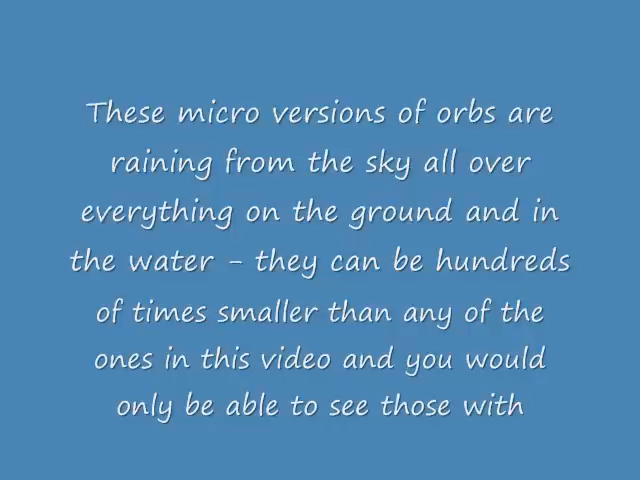 These micro versions of orbs are
raining from the sky all over
everything on the ground and in
the water - they can be hundreds
of times smaller than any of the
ones in this video and you would
only be able to see those with